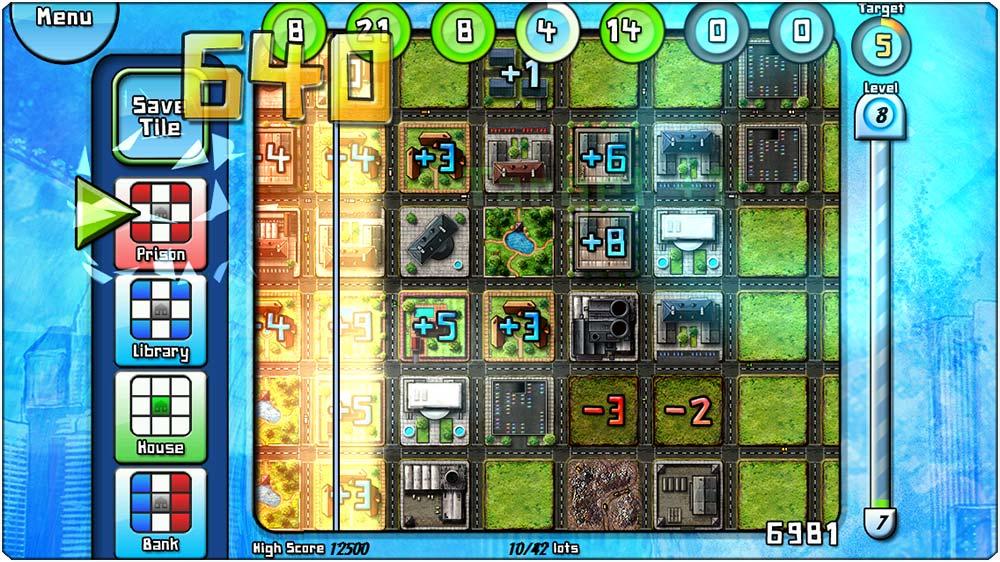 Menu
8 21 8 4 14 0 0
Target
5
640
Save
Tile
+1
Level
8
-4 -4 +3 +6
Prison
+8
Library
-4 -9 +5 +3
House
-5 -3 -2
Bank
+3
7
6981
High Score 12500
10/42 lots